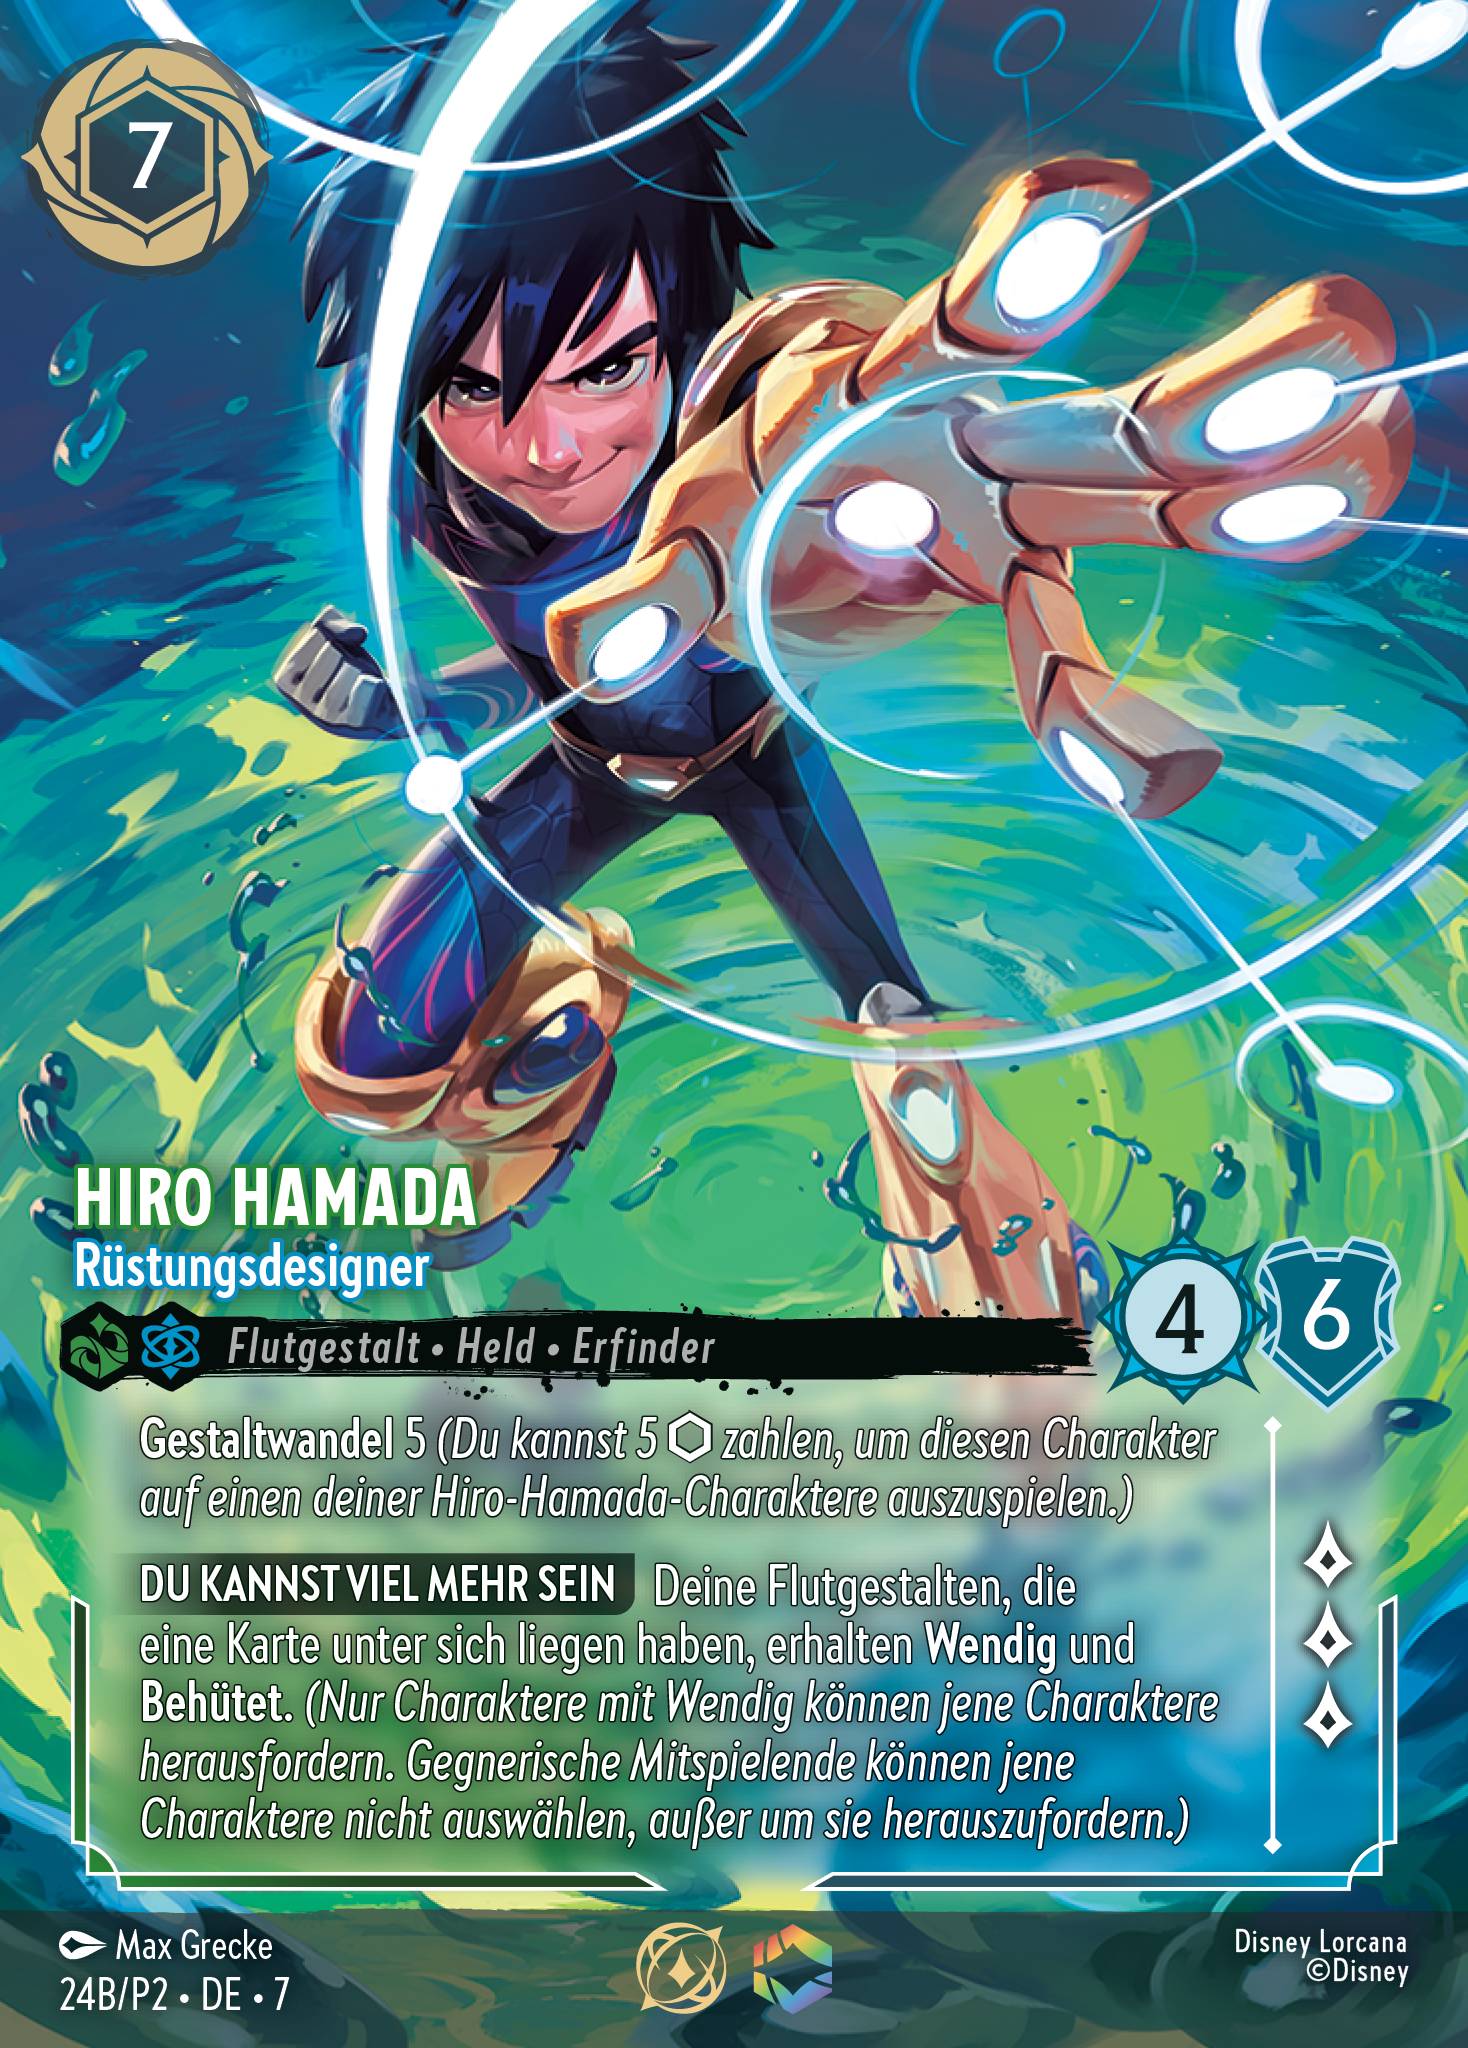 7
HIRO HAMADA
Rüstungsdesigner
Flutgestalt • Held • Erfinder
4
6
Gestaltwandel 5 (Du kannst 5 ⬡ zahlen, um diesen Charakter
auf einen deiner Hiro-Hamada-Charaktere auszuspielen.)
DU KANNST VIEL MEHR SEIN Deine Flutgestalten, die
eine Karte unter sich liegen haben, erhalten Wendig und
Behütet. (Nur Charaktere mit Wendig können jene Charaktere
herausfordern. Gegnerische Mitspielende können jene
Charaktere nicht auswählen, außer um sie herauszufordern.)
Max Grecke
24B/P2 • DE • 7
Disney Lorcana
©Disney